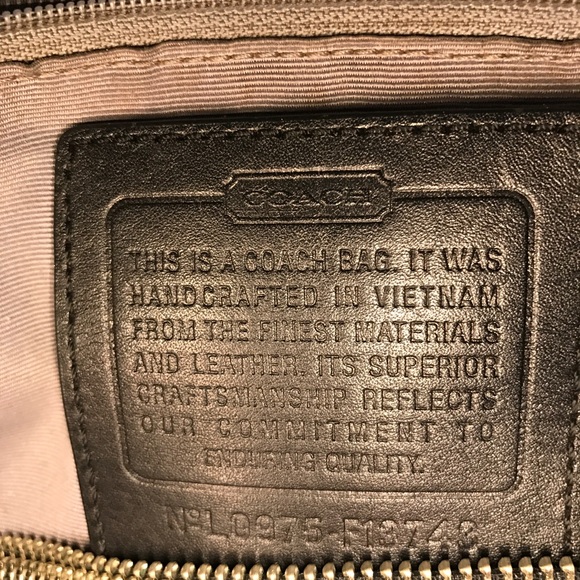 COACH
THIS IS A COACH BAG. IT WAS
HANDCRAFTED IN VIETNAM
FROM THE FINEST MATERIALS
AND LEATHER. ITS SUPERIOR
CRAFTSMANSHIP REFLECTS
OUR COMMITMENT TO
ENDURING QUALITY.
NO L0975-F13743